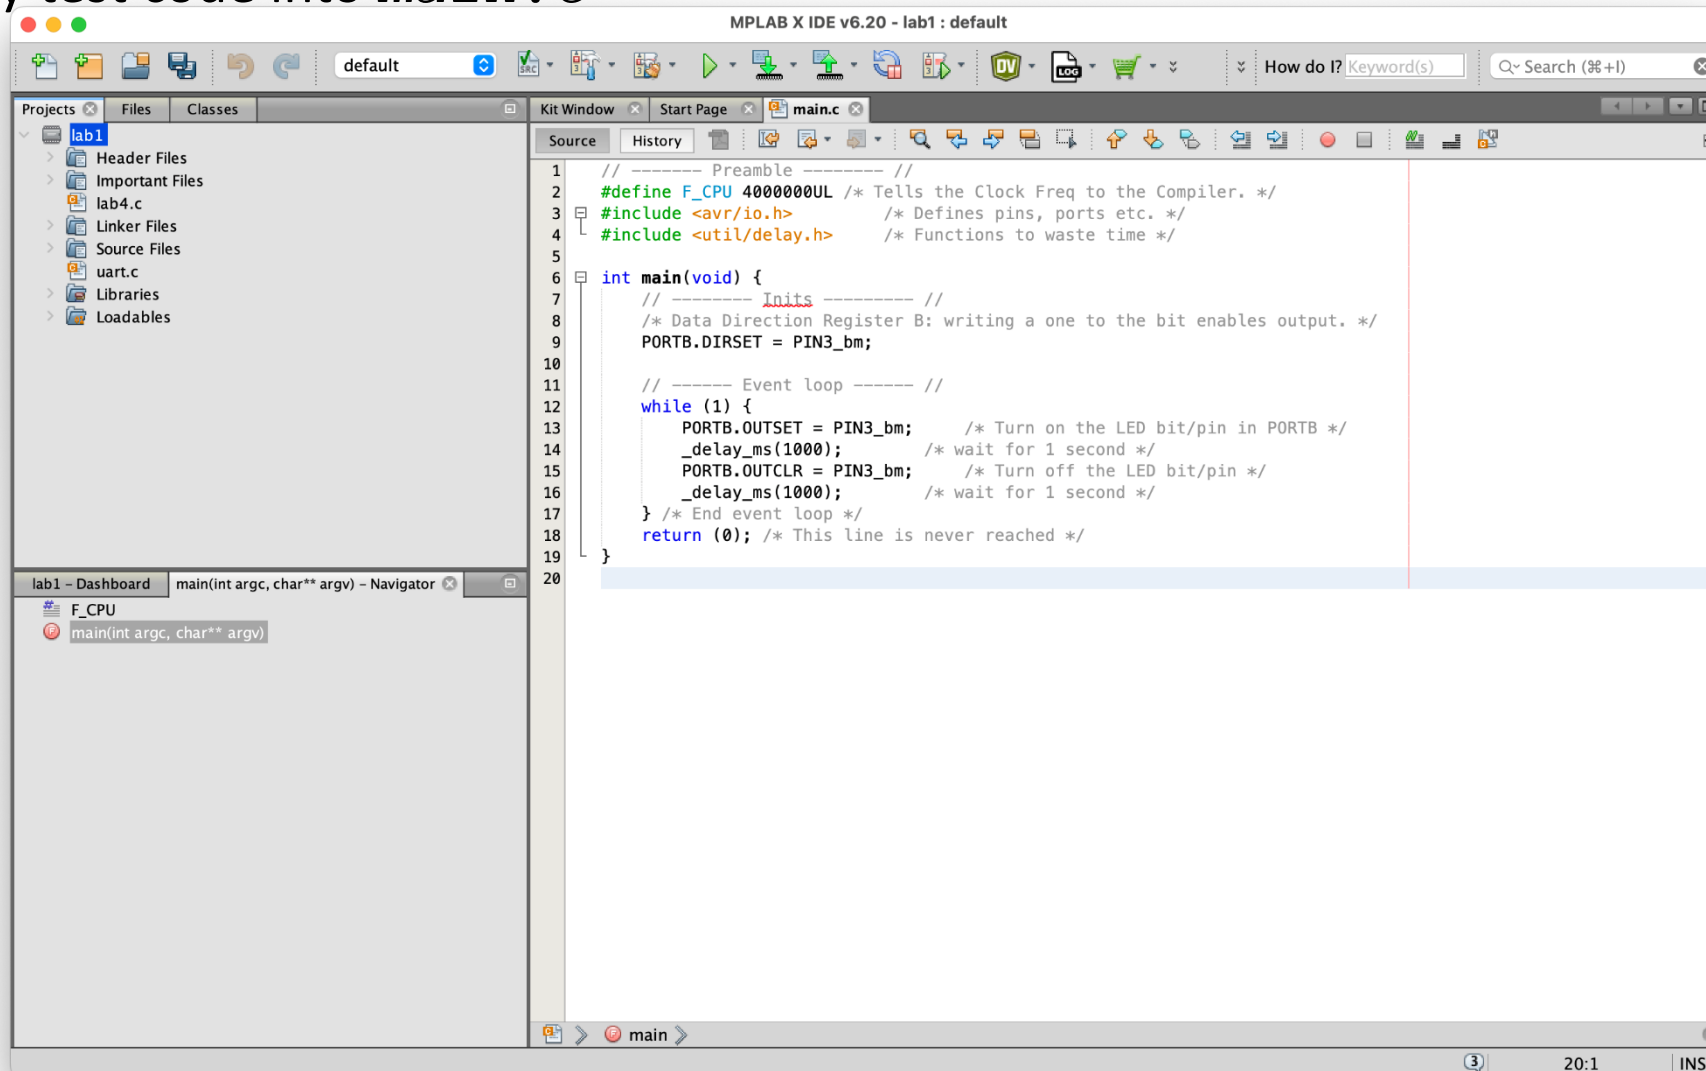 y test code into main.
MPLAB X IDE v6.20 - lab1 : default
default
How do I? Keyword(s)
Search (⌘+I)
Projects Files Classes
lab1
Header Files
Important Files
lab4.c
Linker Files
Source Files
uart.c
Libraries
Loadables
Kit Window Start Page main.c
Source History
1 // ------- Preamble -------- //
2 #define F_CPU 4000000UL /* Tells the Clock Freq to the Compiler. */
3 #include <avr/io.h> /* Defines pins, ports etc. */
4 #include <util/delay.h> /* Functions to waste time */
5
6 int main(void) {
7 // -------- Inits --------- //
8 /* Data Direction Register B: writing a one to the bit enables output. */
9 PORTB.DIRSET = PIN3_bm;
10
11 // ------ Event loop ------ //
12 while (1) {
13 PORTB.OUTSET = PIN3_bm; /* Turn on the LED bit/pin in PORTB */
14 _delay_ms(1000); /* wait for 1 second */
15 PORTB.OUTCLR = PIN3_bm; /* Turn off the LED bit/pin */
16 _delay_ms(1000); /* wait for 1 second */
17 } /* End event loop */
18 return (0); /* This line is never reached */
19 }
20
lab1 – Dashboard main(int argc, char** argv) – Navigator
F_CPU
main(int argc, char** argv)
main
3 20:1 INS